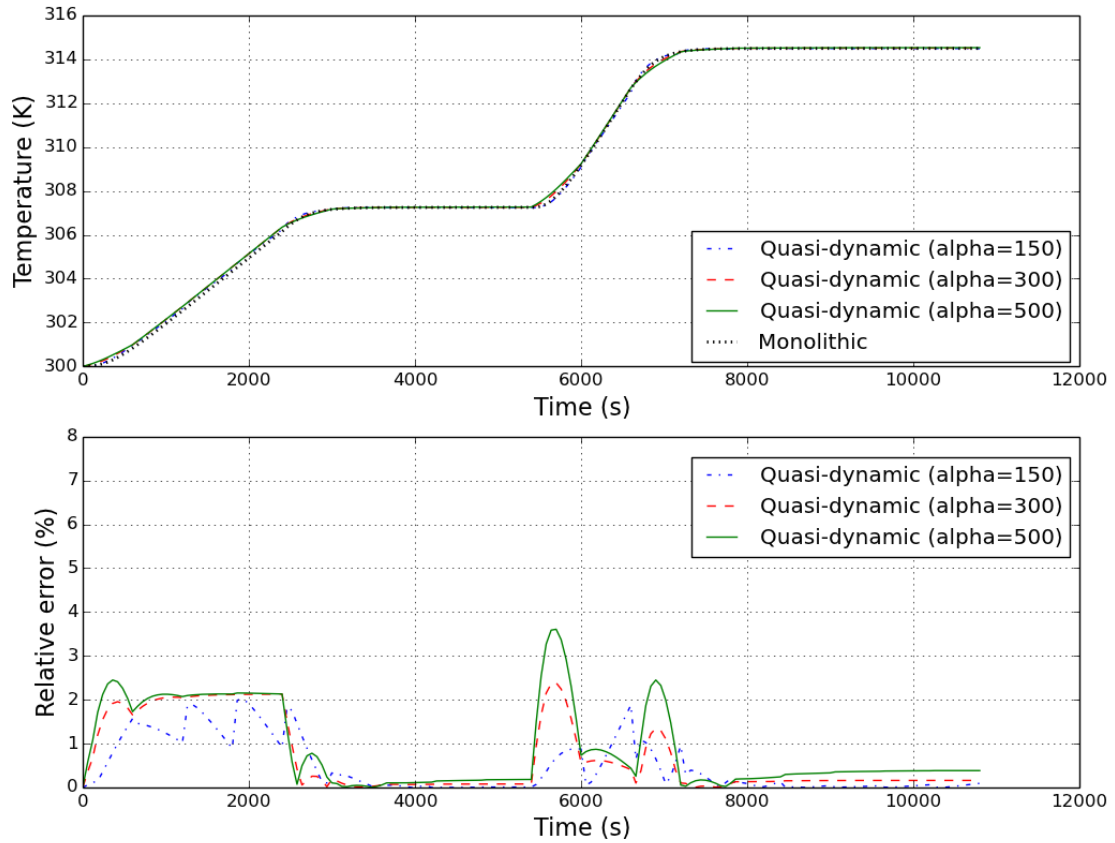 316
314
312
310
308
306
304
302
300
Temperature (K)
Quasi-dynamic (alpha=150)
Quasi-dynamic (alpha=300)
Quasi-dynamic (alpha=500)
Monolithic
0 2000 4000 6000 8000 10000 12000
Time (s)
8
7
6
5
4
3
2
1
0
Relative error (%)
Quasi-dynamic (alpha=150)
Quasi-dynamic (alpha=300)
Quasi-dynamic (alpha=500)
0 2000 4000 6000 8000 10000 12000
Time (s)